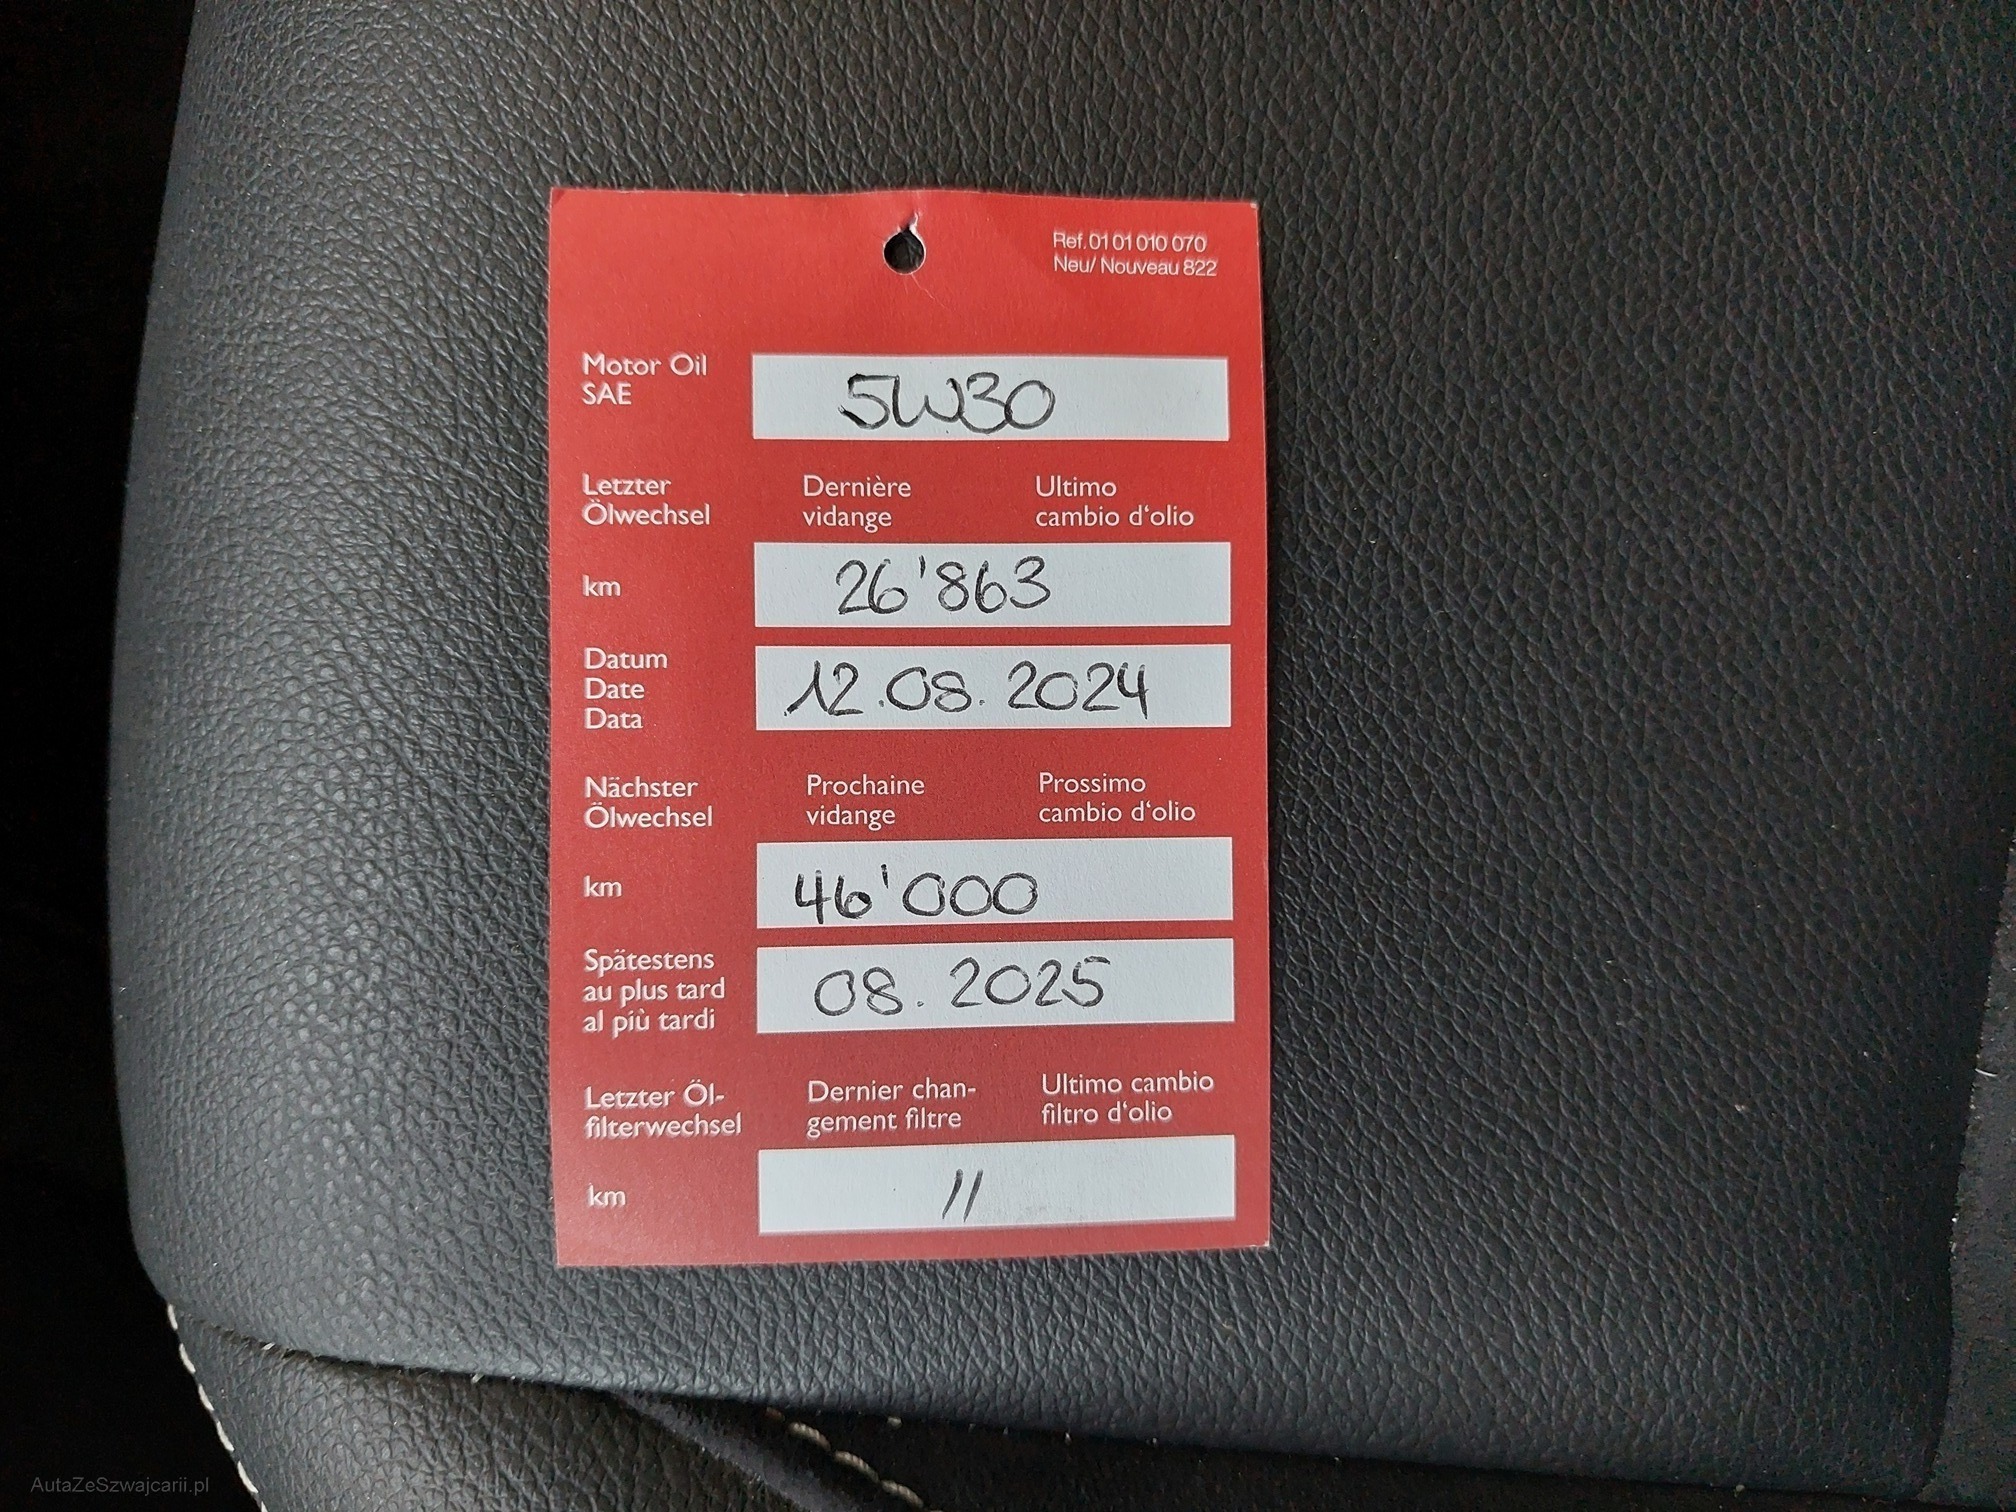 Ref. 01 01 010 070
Neu/ Nouveau 822
Motor Oil
SAE
5W30
Letzter
Ölwechsel
Dernière
vidange
Ultimo
cambio d'olio
km
26'863
Datum
Date
Data
12.08.2024
Nächster
Ölwechsel
Prochaine
vidange
Prossimo
cambio d'olio
km
46'000
Spätestens
au plus tard
al più tardi
08.2025
Letzter Öl-
filterwechsel
Dernier chan-
gement filtre
Ultimo cambio
filtro d'olio
km
//
AutaZeSzwajcarii.pl